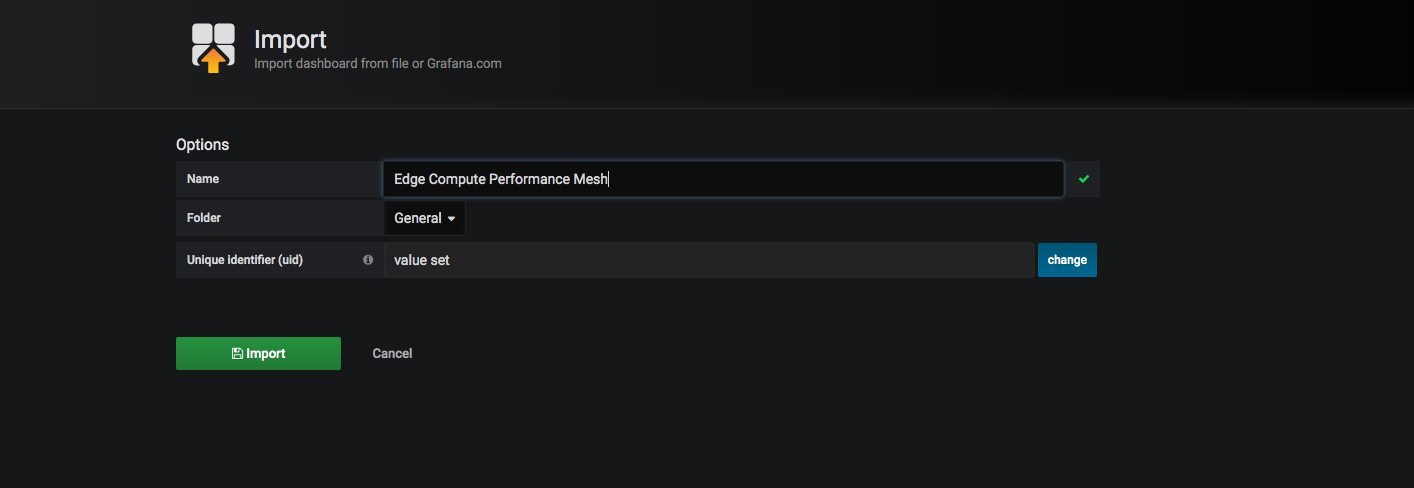 Import
Import dashboard from file or Grafana.com
Options
Name Edge Compute Performance Mesh
Folder General
Unique identifier (uid) value set change
Import Cancel